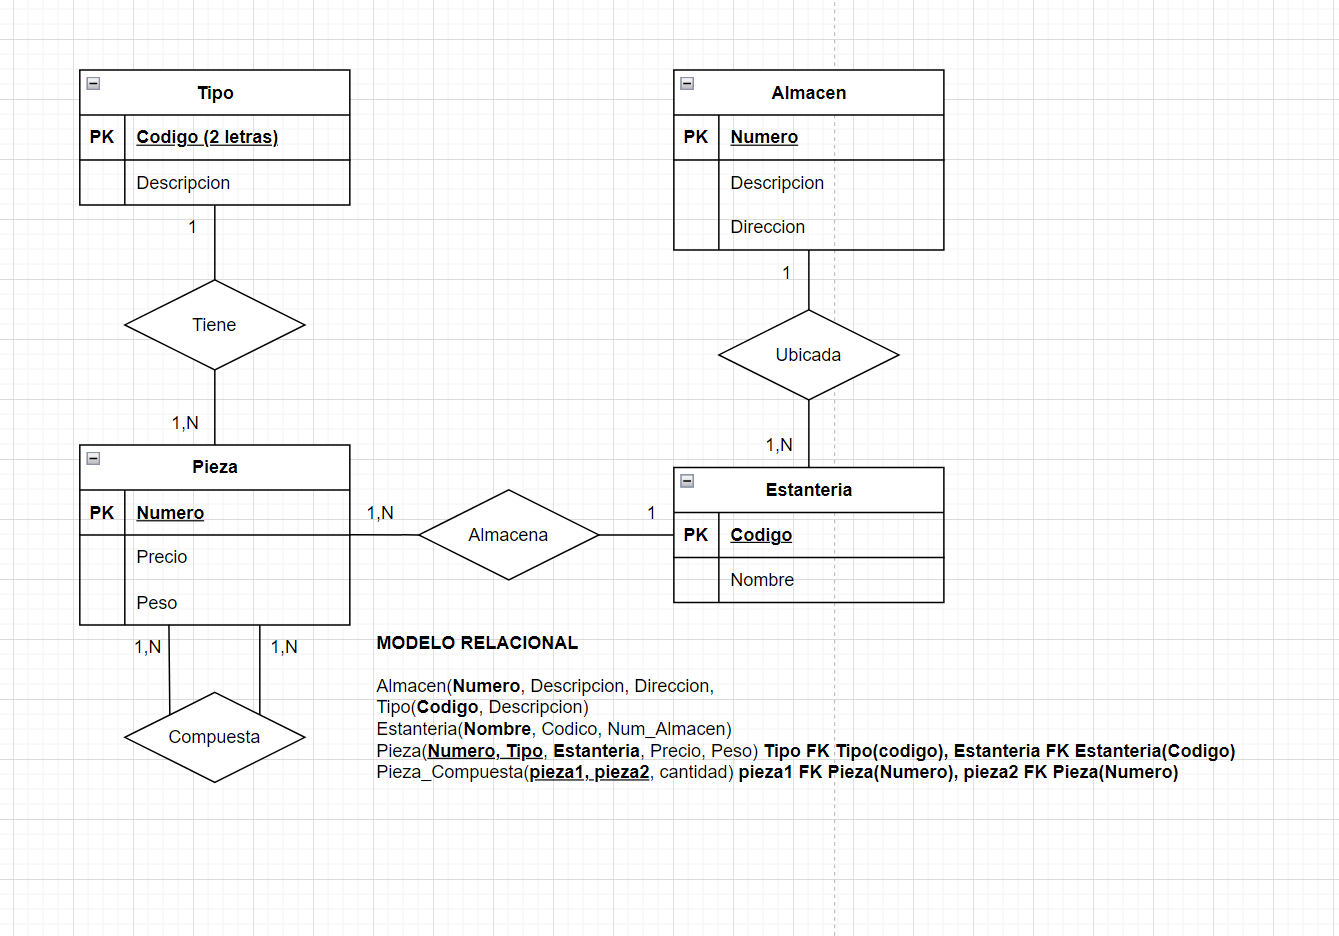 Tipo
PK Codigo (2 letras)
Descripcion
1
Tiene
1,N
Almacen
PK Numero
Descripcion
Direccion
1
Ubicada
1,N
Pieza
PK Numero
Precio
Peso
1,N
Almacena
1
Estanteria
PK Codigo
Nombre
1,N
1,N
Compuesta
MODELO RELACIONAL
Almacen(Numero, Descripcion, Direccion,
Tipo(Codigo, Descripcion)
Estanteria(Nombre, Codico, Num_Almacen)
Pieza(Numero, Tipo, Estanteria, Precio, Peso) Tipo FK Tipo(codigo), Estanteria FK Estanteria(Codigo)
Pieza_Compuesta(pieza1, pieza2, cantidad) pieza1 FK Pieza(Numero), pieza2 FK Pieza(Numero)